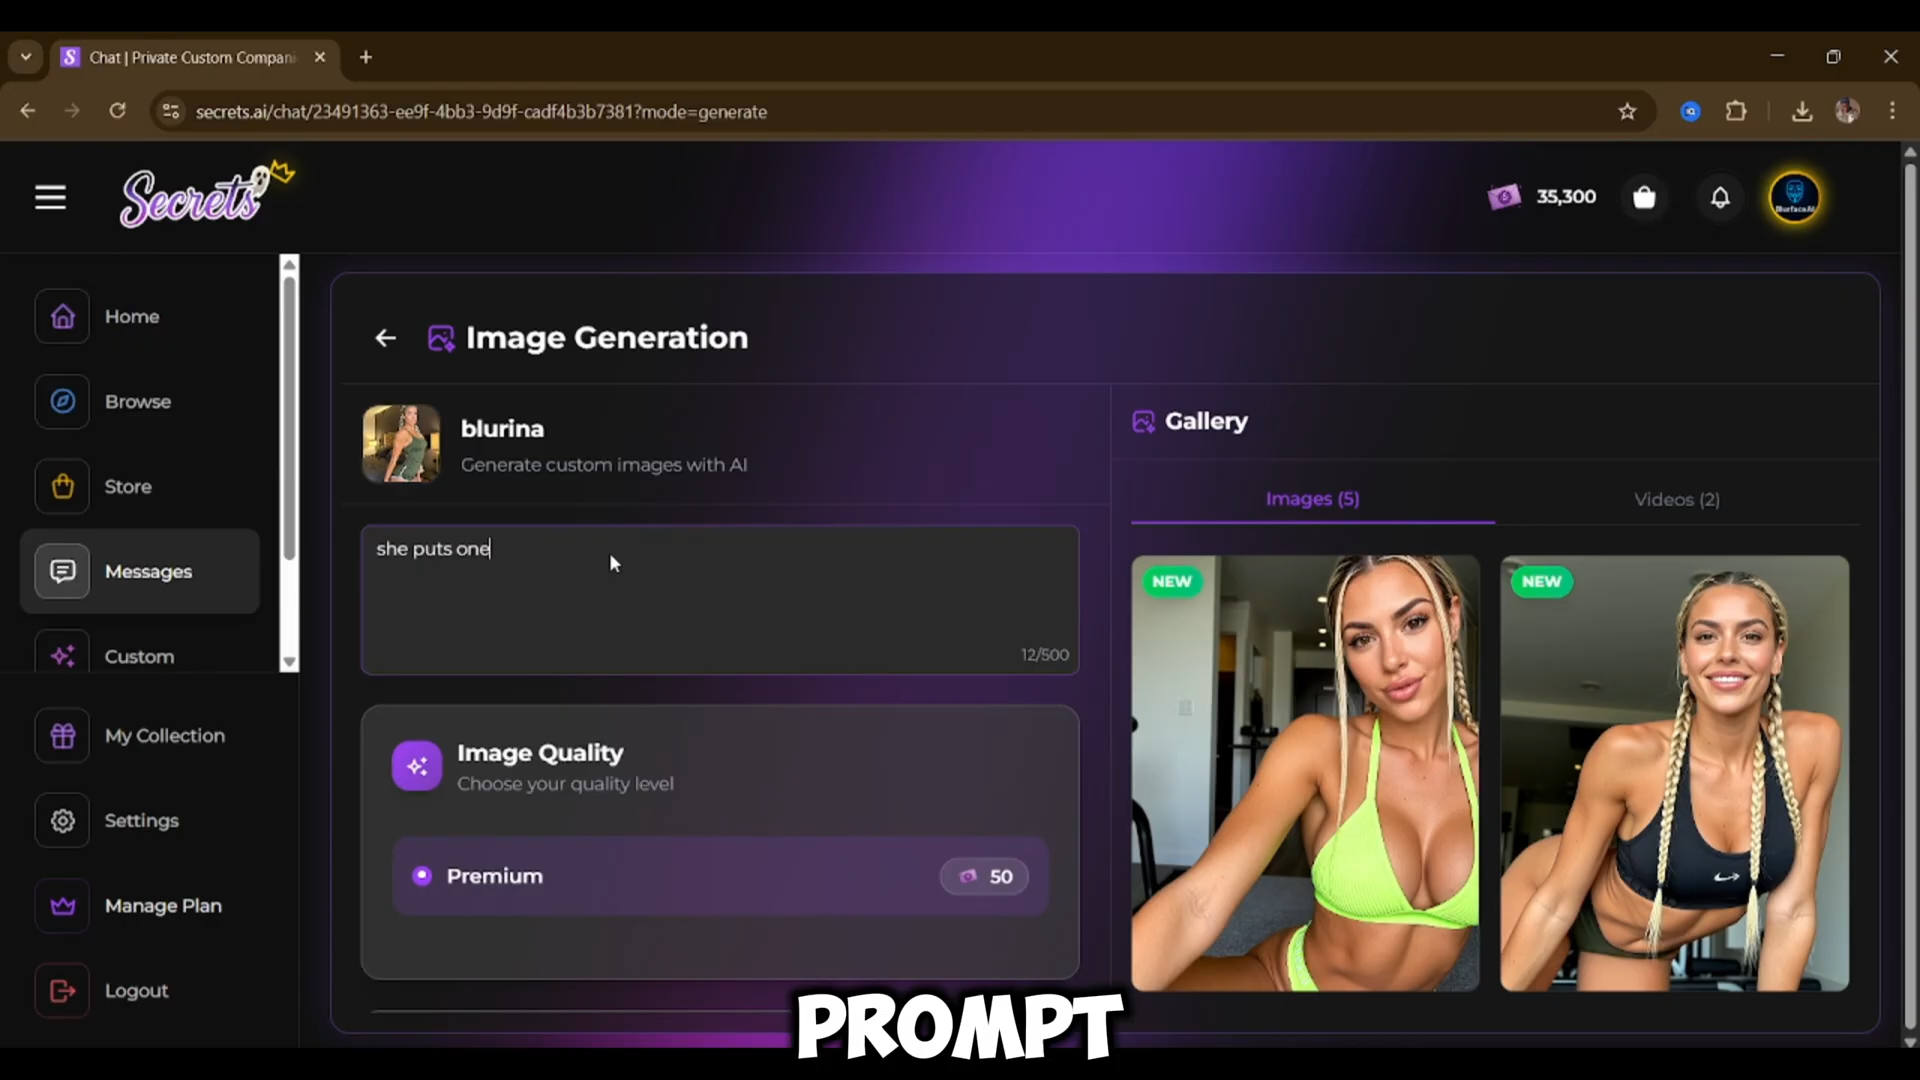 Chat | Private Custom Compani
secrets.ai/chat/23491363-ee9f-4bb3-9d9f-cadf4b3b7381?mode=generate
Secrets
35,300
BlurfaceAI
Home
Browse
Store
Messages
Custom
My Collection
Settings
Manage Plan
Logout
Image Generation
blurina
Generate custom images with AI
she puts one
12/500
Image Quality
Choose your quality level
Premium
50
Gallery
Images (5)
Videos (2)
NEW
NEW
PROMPT